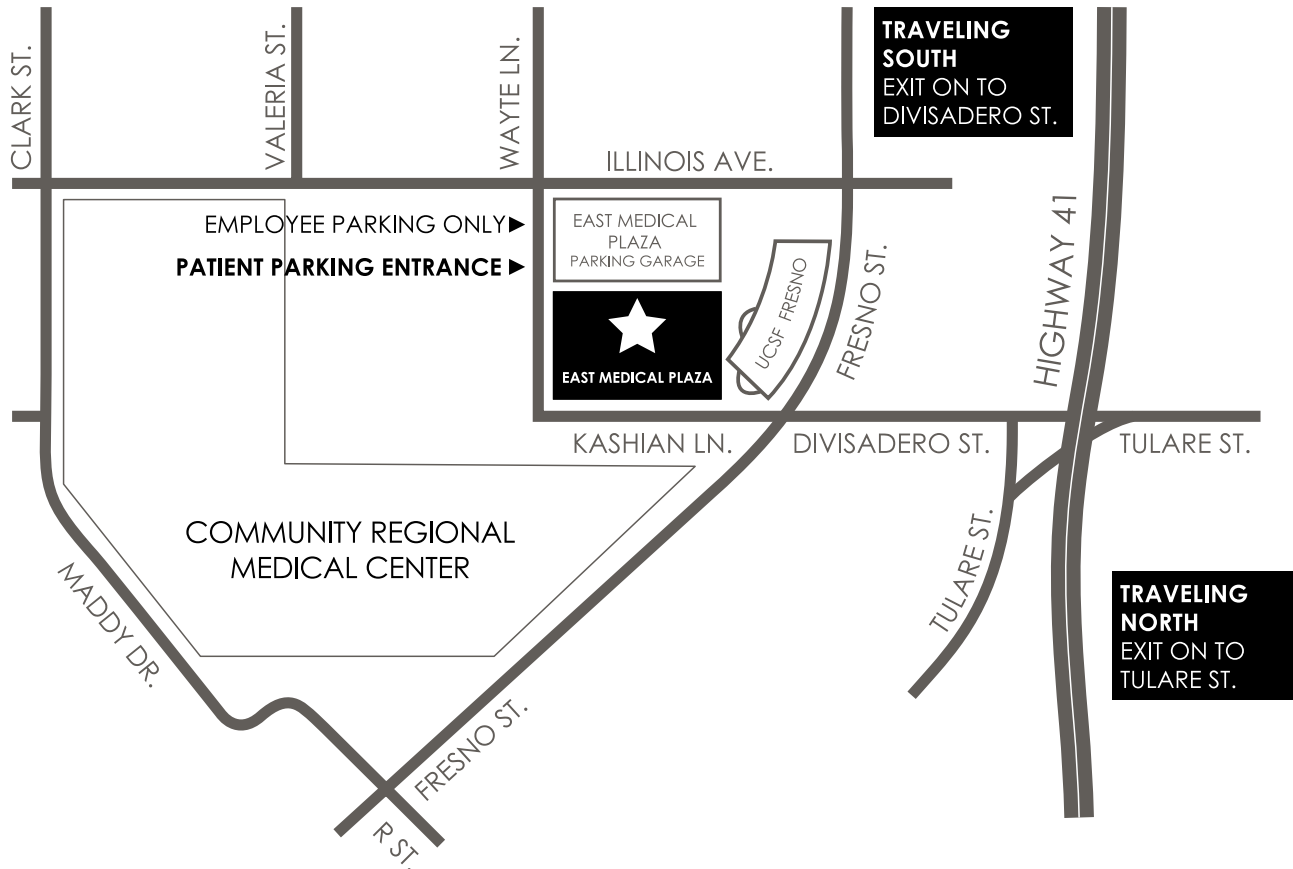 CLARK ST.
VALERIA ST.
WAYTE LN.
ILLINOIS AVE.
TRAVELING
SOUTH
EXIT ON TO
DIVISADERO ST.
EMPLOYEE PARKING ONLY
PATIENT PARKING ENTRANCE
EAST MEDICAL
PLAZA
PARKING GARAGE
EAST MEDICAL PLAZA
UCSF FRESNO
FRESNO ST.
HIGHWAY 41
KASHIAN LN.
DIVISADERO ST.
TULARE ST.
COMMUNITY REGIONAL
MEDICAL CENTER
TULARE ST.
MADDY DR.
TRAVELING
NORTH
EXIT ON TO
TULARE ST.
FRESNO ST.
R ST.